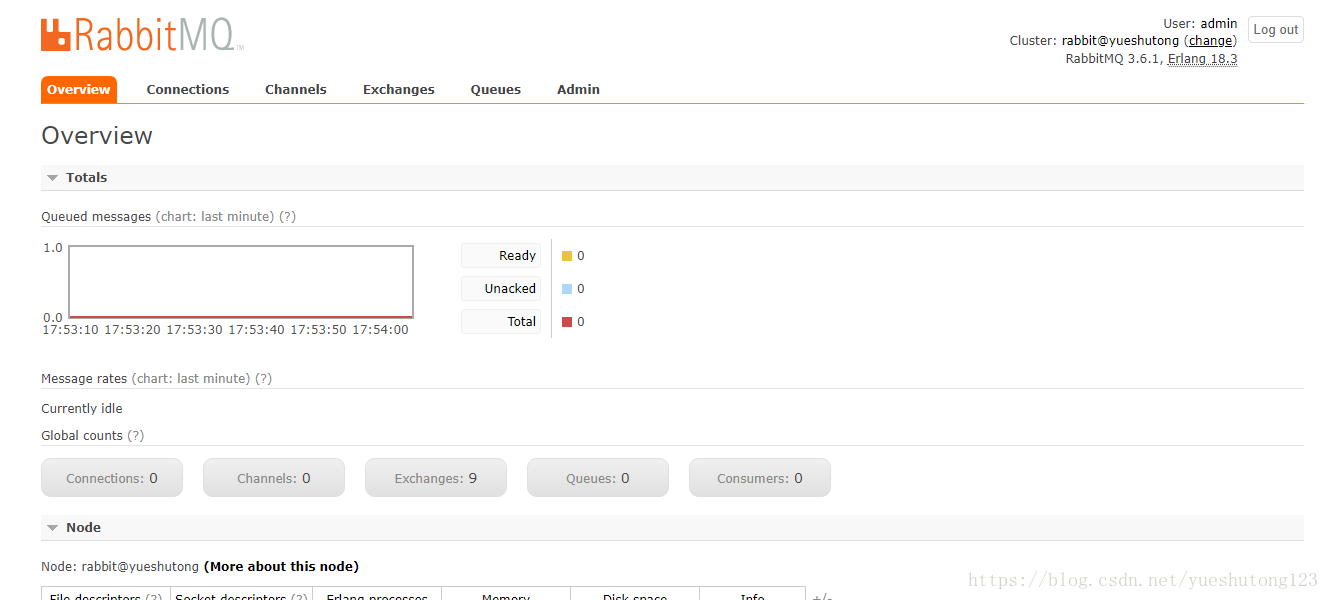 RabbitMQ TM
User: admin
Log out
Cluster: rabbit@yueshutong (change)
RabbitMQ 3.6.1, Erlang 18.3
Overview Connections Channels Exchanges Queues Admin
Overview
Totals
Queued messages (chart: last minute) (?)
1.0
0.0
17:53:10 17:53:20 17:53:30 17:53:40 17:53:50 17:54:00
Ready 0
Unacked 0
Total 0
Message rates (chart: last minute) (?)
Currently idle
Global counts (?)
Connections: 0 Channels: 0 Exchanges: 9 Queues: 0 Consumers: 0
Node
Node: rabbit@yueshutong (More about this node)
File descriptors (?) Socket descriptors (?) Erlang processes Memory Disk space Info +/-
https://blog.csdn.net/yueshutong123